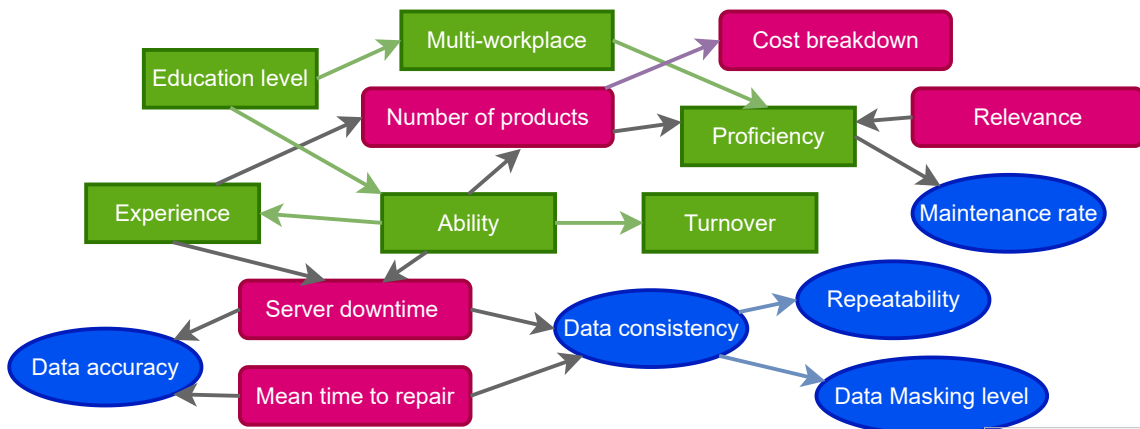 Multi-workplace
Cost breakdown
Education level
Number of products
Relevance
Proficiency
Experience
Ability
Turnover
Maintenance rate
Server downtime
Data consistency
Repeatability
Data accuracy
Mean time to repair
Data Masking level